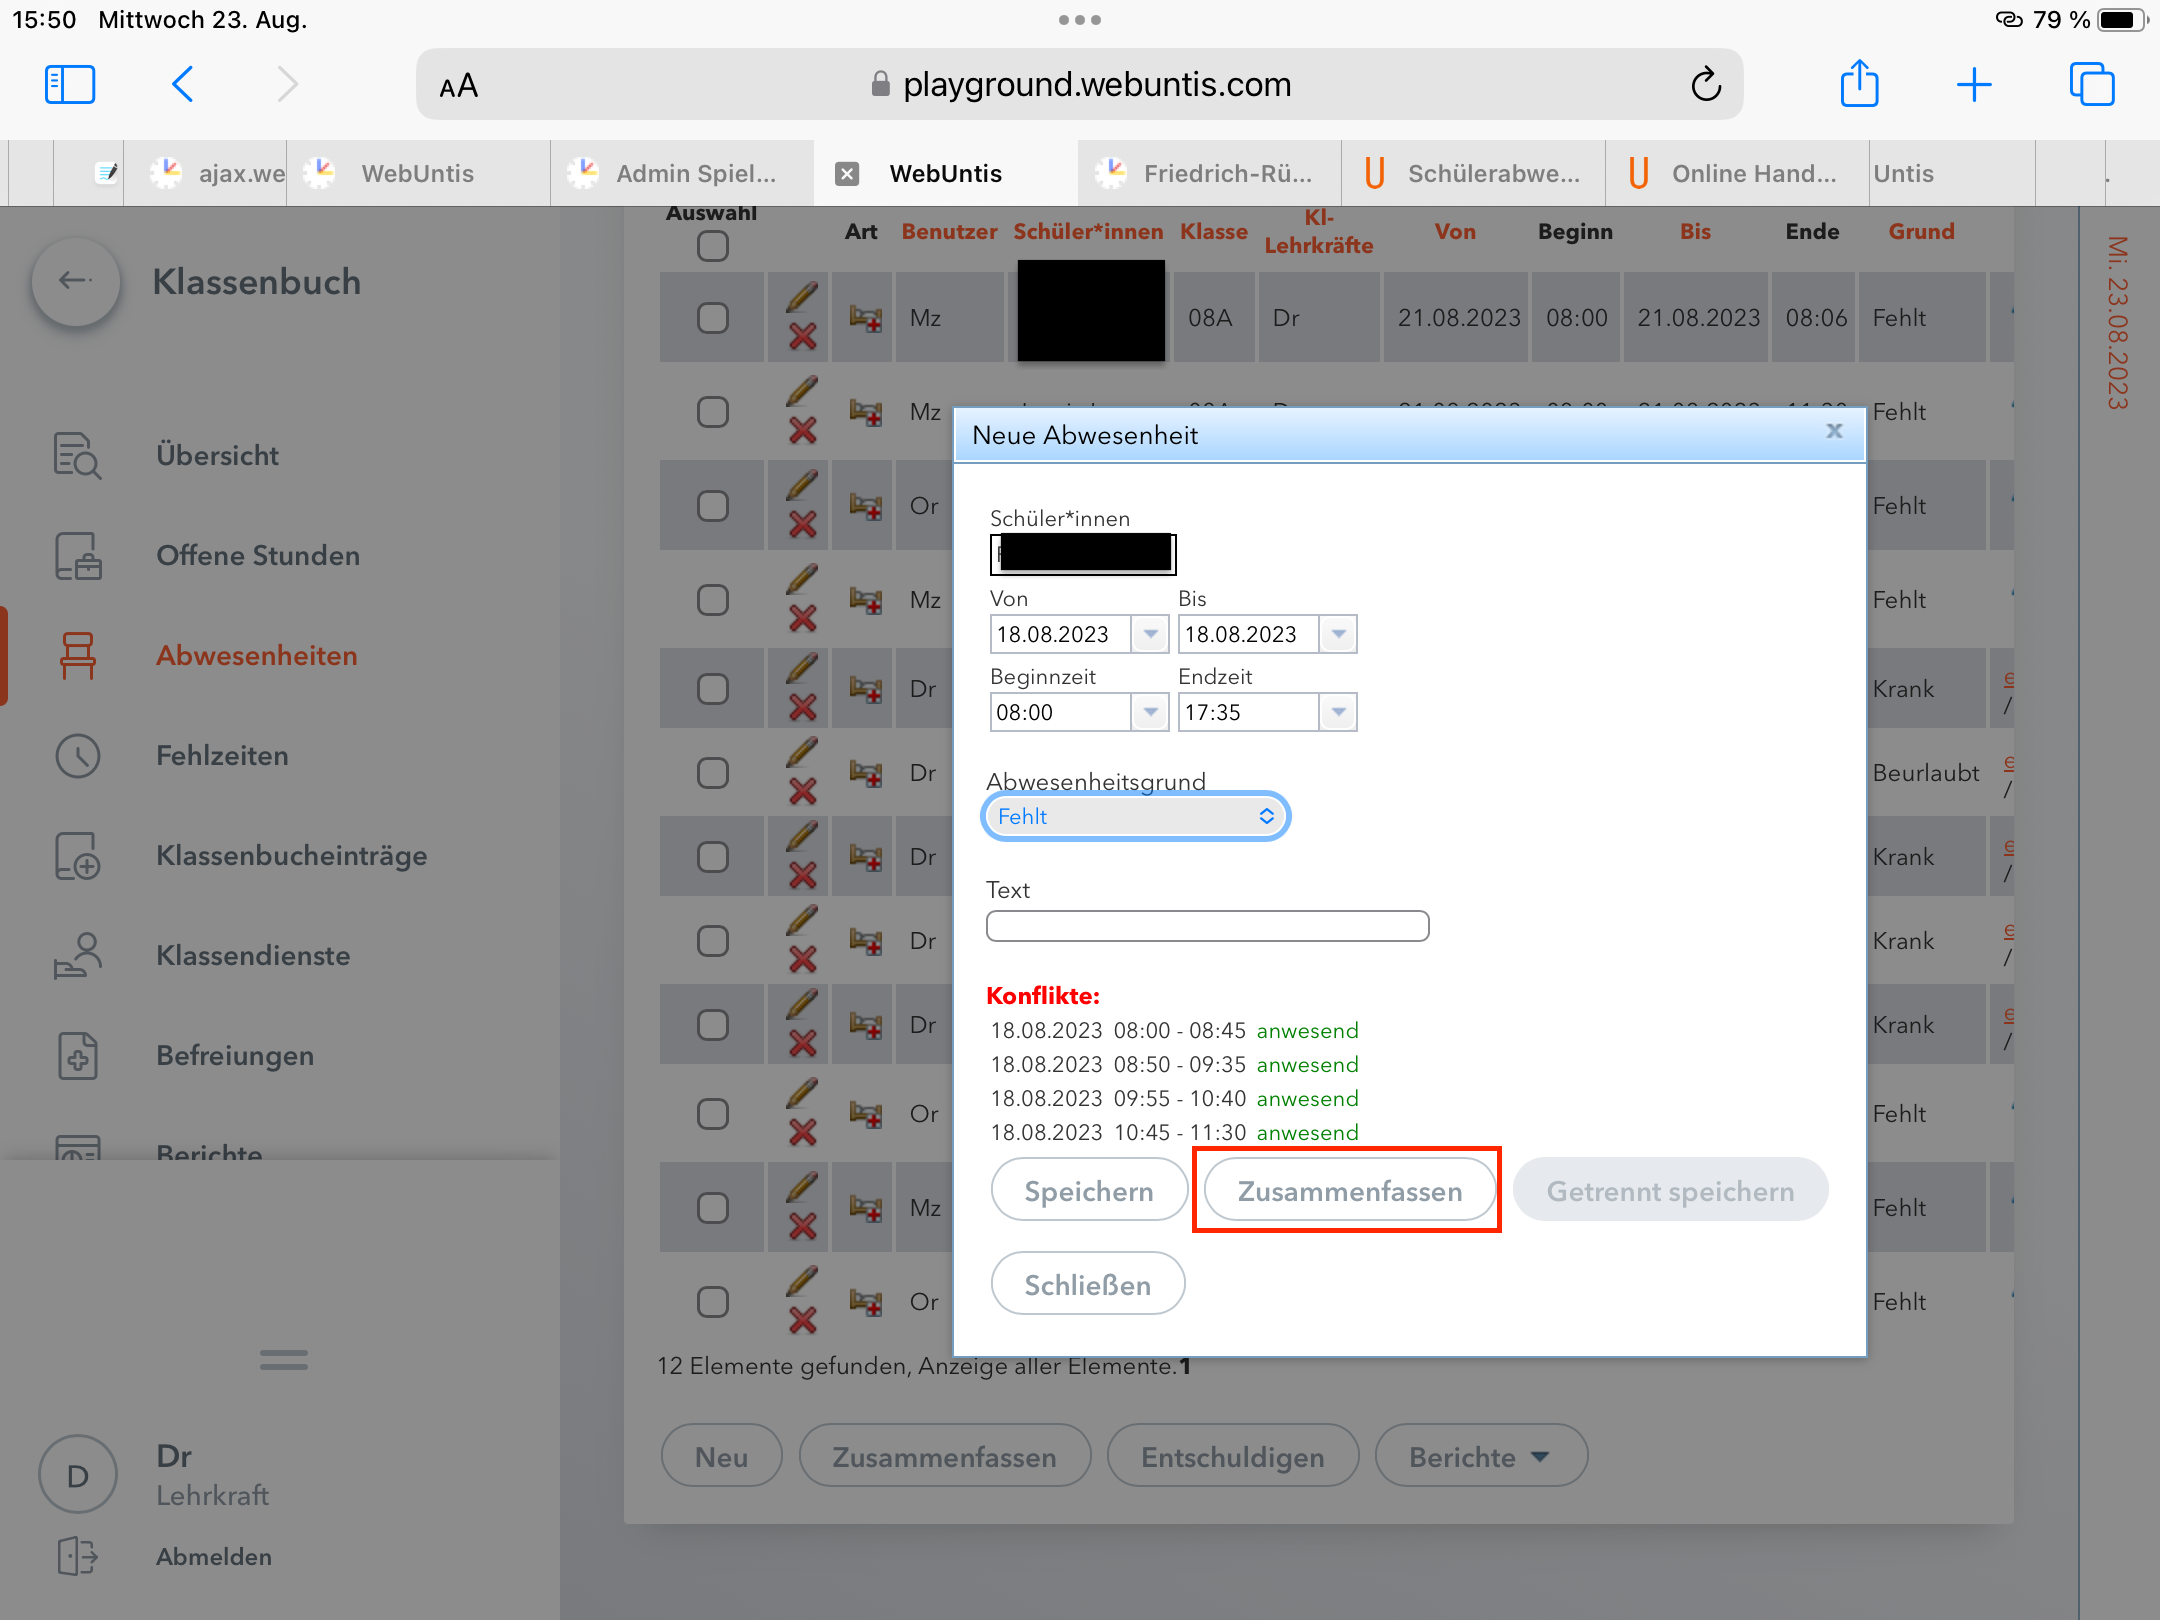 15:50 Mittwoch 23. Aug.
79 %
AA
playground.webuntis.com
ajax.we
WebUntis
Admin Spiel...
WebUntis
Friedrich-Rü...
Schülerabwe...
Online Hand...
Untis
Klassenbuch
Übersicht
Offene Stunden
Abwesenheiten
Fehlzeiten
Klassenbucheinträge
Klassendienste
Befreiungen
Berichte
D
Dr
Lehrkraft
Abmelden
Auswahl Art Benutzer Schüler*innen Klasse Kl-Lehrkräfte Von Beginn Bis Ende Grund
Mz 08A Dr 21.08.2023 08:00 21.08.2023 08:06 Fehlt
Mz Fehlt
Or Fehlt
Mz Fehlt
Dr Krank e /
Dr Beurlaubt e /
Dr Krank e /
Dr Krank e /
Dr Krank e /
Or Fehlt
Mz Fehlt
Or Fehlt
12 Elemente gefunden, Anzeige aller Elemente.1
Neu Zusammenfassen Entschuldigen Berichte
Mi. 23.08.2023
Neue Abwesenheit x
Schüler*innen
Von Bis
18.08.2023 18.08.2023
Beginnzeit Endzeit
08:00 17:35
Abwesenheitsgrund
Fehlt
Text
Konflikte:
18.08.2023 08:00 - 08:45 anwesend
18.08.2023 08:50 - 09:35 anwesend
18.08.2023 09:55 - 10:40 anwesend
18.08.2023 10:45 - 11:30 anwesend
Speichern Zusammenfassen Getrennt speichern
Schließen